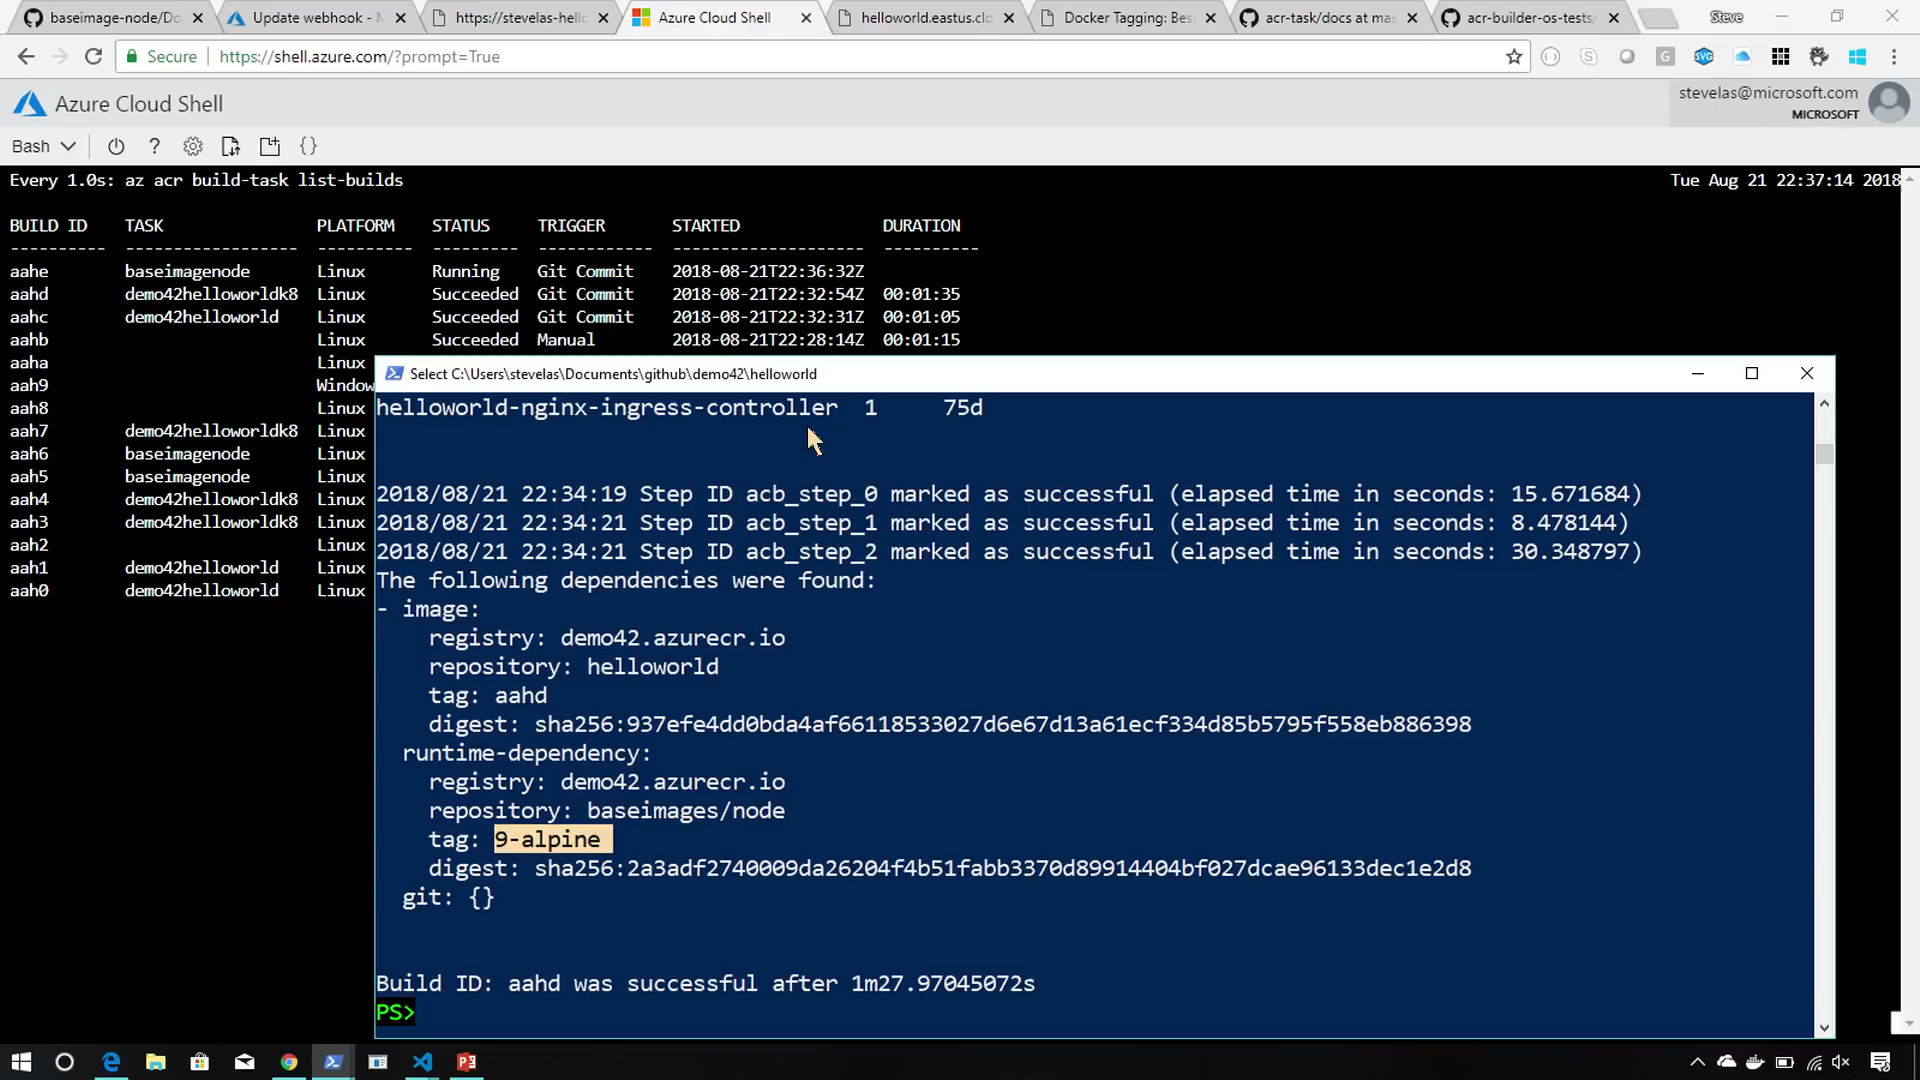 baseimage-node/Do
Update webhook - M
https://stevelas-hello
Azure Cloud Shell
helloworld.eastus.clo
Docker Tagging: Bes
acr-task/docs at mas
acr-builder-os-tests/
Steve
Secure
https://shell.azure.com/?prompt=True
Azure Cloud Shell
stevelas@microsoft.com
MICROSOFT
Bash
Every 1.0s: az acr build-task list-builds
Tue Aug 21 22:37:14 2018
BUILD ID TASK PLATFORM STATUS TRIGGER STARTED DURATION
---------- ------------------ ---------- --------- ------------ -------------------- ----------
aahe baseimagenode Linux Running Git Commit 2018-08-21T22:36:32Z
aahd demo42helloworldk8 Linux Succeeded Git Commit 2018-08-21T22:32:54Z 00:01:35
aahc demo42helloworld Linux Succeeded Git Commit 2018-08-21T22:32:31Z 00:01:05
aahb Linux Succeeded Manual 2018-08-21T22:28:14Z 00:01:15
aaha Linux
aah9 Window
aah8 Linux
aah7 demo42helloworldk8 Linux
aah6 baseimagenode Linux
aah5 baseimagenode Linux
aah4 demo42helloworldk8 Linux
aah3 demo42helloworldk8 Linux
aah2 Linux
aah1 demo42helloworld Linux
aah0 demo42helloworld Linux
Select C:\Users\stevelas\Documents\github\demo42\helloworld
helloworld-nginx-ingress-controller 1 75d
2018/08/21 22:34:19 Step ID acb_step_0 marked as successful (elapsed time in seconds: 15.671684)
2018/08/21 22:34:21 Step ID acb_step_1 marked as successful (elapsed time in seconds: 8.478144)
2018/08/21 22:34:21 Step ID acb_step_2 marked as successful (elapsed time in seconds: 30.348797)
The following dependencies were found:
- image:
registry: demo42.azurecr.io
repository: helloworld
tag: aahd
digest: sha256:937efe4dd0bda4af66118533027d6e67d13a61ecf334d85b5795f558eb886398
runtime-dependency:
registry: demo42.azurecr.io
repository: baseimages/node
tag: 9-alpine
digest: sha256:2a3adf2740009da26204f4b51fabb3370d89914404bf027dcae96133dec1e2d8
git: {}
Build ID: aahd was successful after 1m27.97045072s
PS>